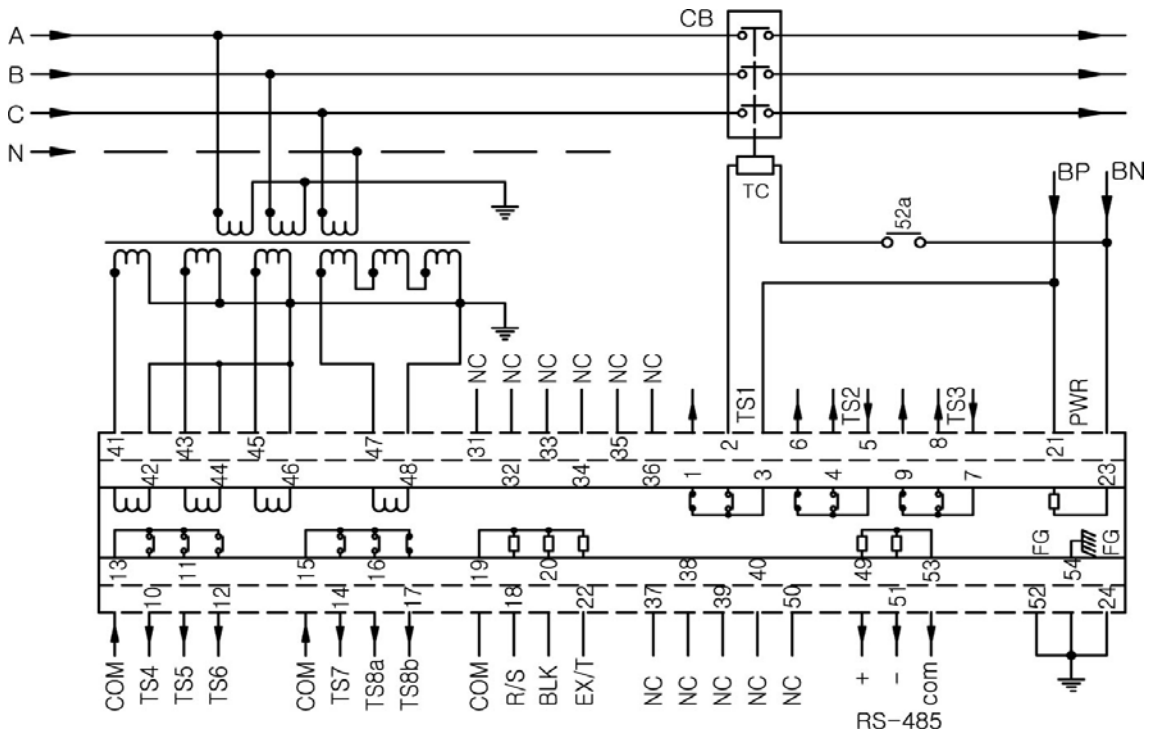 CB
A
B
C
N
TC
52a
BP
BN
NC NC NC NC NC NC
TS1 TS2 TS3 PWR
41 43 45 47 31 33 35 2 6 5 8 21
42 44 46 48 32 34 36 1 3 4 9 7 23
FG FG
13 11 15 16 19 20 38 40 49 53 54
10 12 14 17 18 22 37 39 50 51 52 24
COM TS4 TS5 TS6 COM TS7 TS8a TS8b COM R/S BLK EX/T NC NC NC NC NC + - com
RS-485